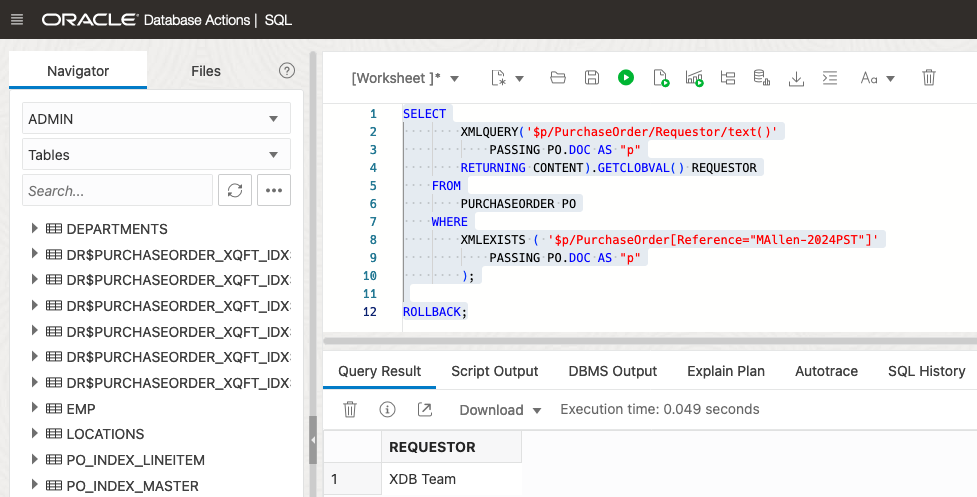 ORACLE Database Actions | SQL
Navigator
Files
?
ADMIN
Tables
Search...
DEPARTMENTS
DR$PURCHASEORDER_XQFT_IDX
DR$PURCHASEORDER_XQFT_IDX
DR$PURCHASEORDER_XQFT_IDX
DR$PURCHASEORDER_XQFT_IDX
DR$PURCHASEORDER_XQFT_IDX
DR$PURCHASEORDER_XQFT_IDX
EMP
LOCATIONS
PO_INDEX_LINEITEM
PO_INDEX_MASTER
[Worksheet ]*
Aa
1 SELECT
2 XMLQUERY('$p/PurchaseOrder/Requestor/text()'
3 PASSING PO.DOC AS "p"
4 RETURNING CONTENT).GETCLOBVAL() REQUESTOR
5 FROM
6 PURCHASEORDER PO
7 WHERE
8 XMLEXISTS ( '$p/PurchaseOrder[Reference="MAllen-2024PST"]'
9 PASSING PO.DOC AS "p"
10 );
11
12 ROLLBACK;
Query Result
Script Output
DBMS Output
Explain Plan
Autotrace
SQL History
Download
Execution time: 0.049 seconds
REQUESTOR
1 XDB Team